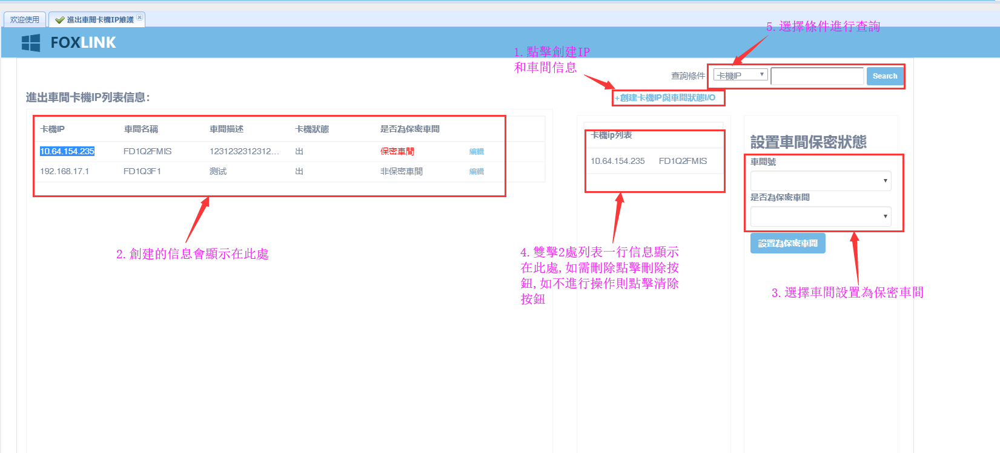 欢迎使用
進出車間卡機IP維護
FOXLINK
5.選擇條件進行查詢
1.點擊創建IP
和車間信息
查詢條件
卡機IP
Search
+創建卡機IP與車間狀態I/O
進出車間卡機IP列表信息:
卡機IP 車間名稱 車間描述 卡機狀態 是否為保密車間
10.64.154.235 FD1Q2FMIS 1231232312312... 出 保密車間 編輯
192.168.17.1 FD1Q3F1 测试 出 非保密車間 編輯
2.創建的信息會顯示在此處
卡機ip列表
10.64.154.235 FD1Q2FMIS
4.雙擊2處列表一行信息顯示
在此處,如需刪除點擊刪除按
鈕,如不進行操作則點擊清除
按鈕
設置車間保密狀態
車間號
是否為保密車間
設置為保密車間
3.選擇車間設置為保密車間